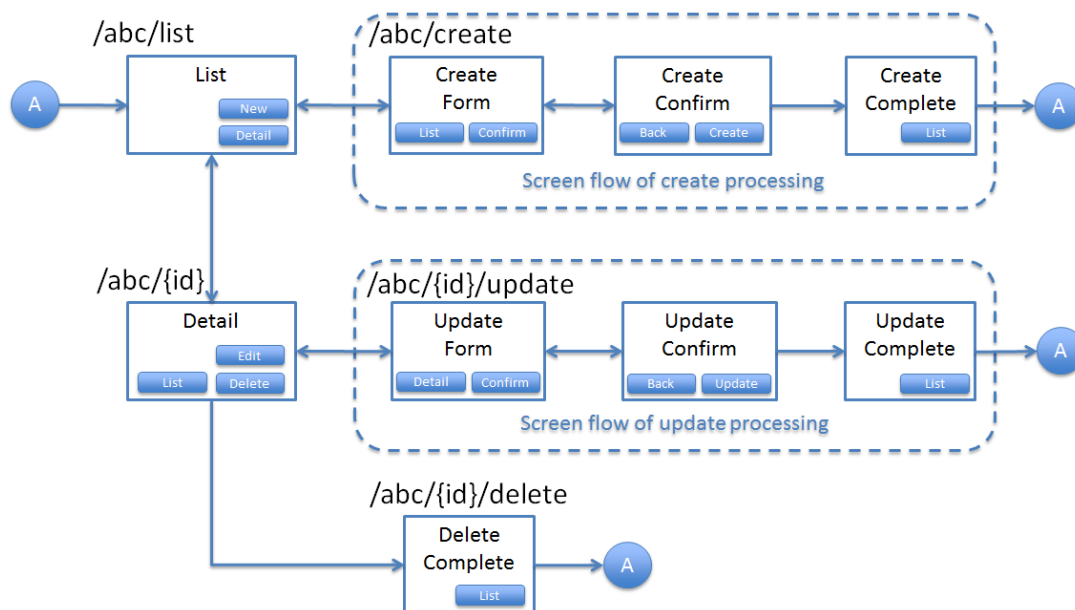 /abc/list
List
New
Detail
A
/abc/create
Create
Form
List
Confirm
Create
Confirm
Back
Create
Create
Complete
List
A
Screen flow of create processing
/abc/{id}
Detail
Edit
List
Delete
/abc/{id}/update
Update
Form
Detail
Confirm
Update
Confirm
Back
Update
Update
Complete
List
A
Screen flow of update processing
/abc/{id}/delete
Delete
Complete
List
A